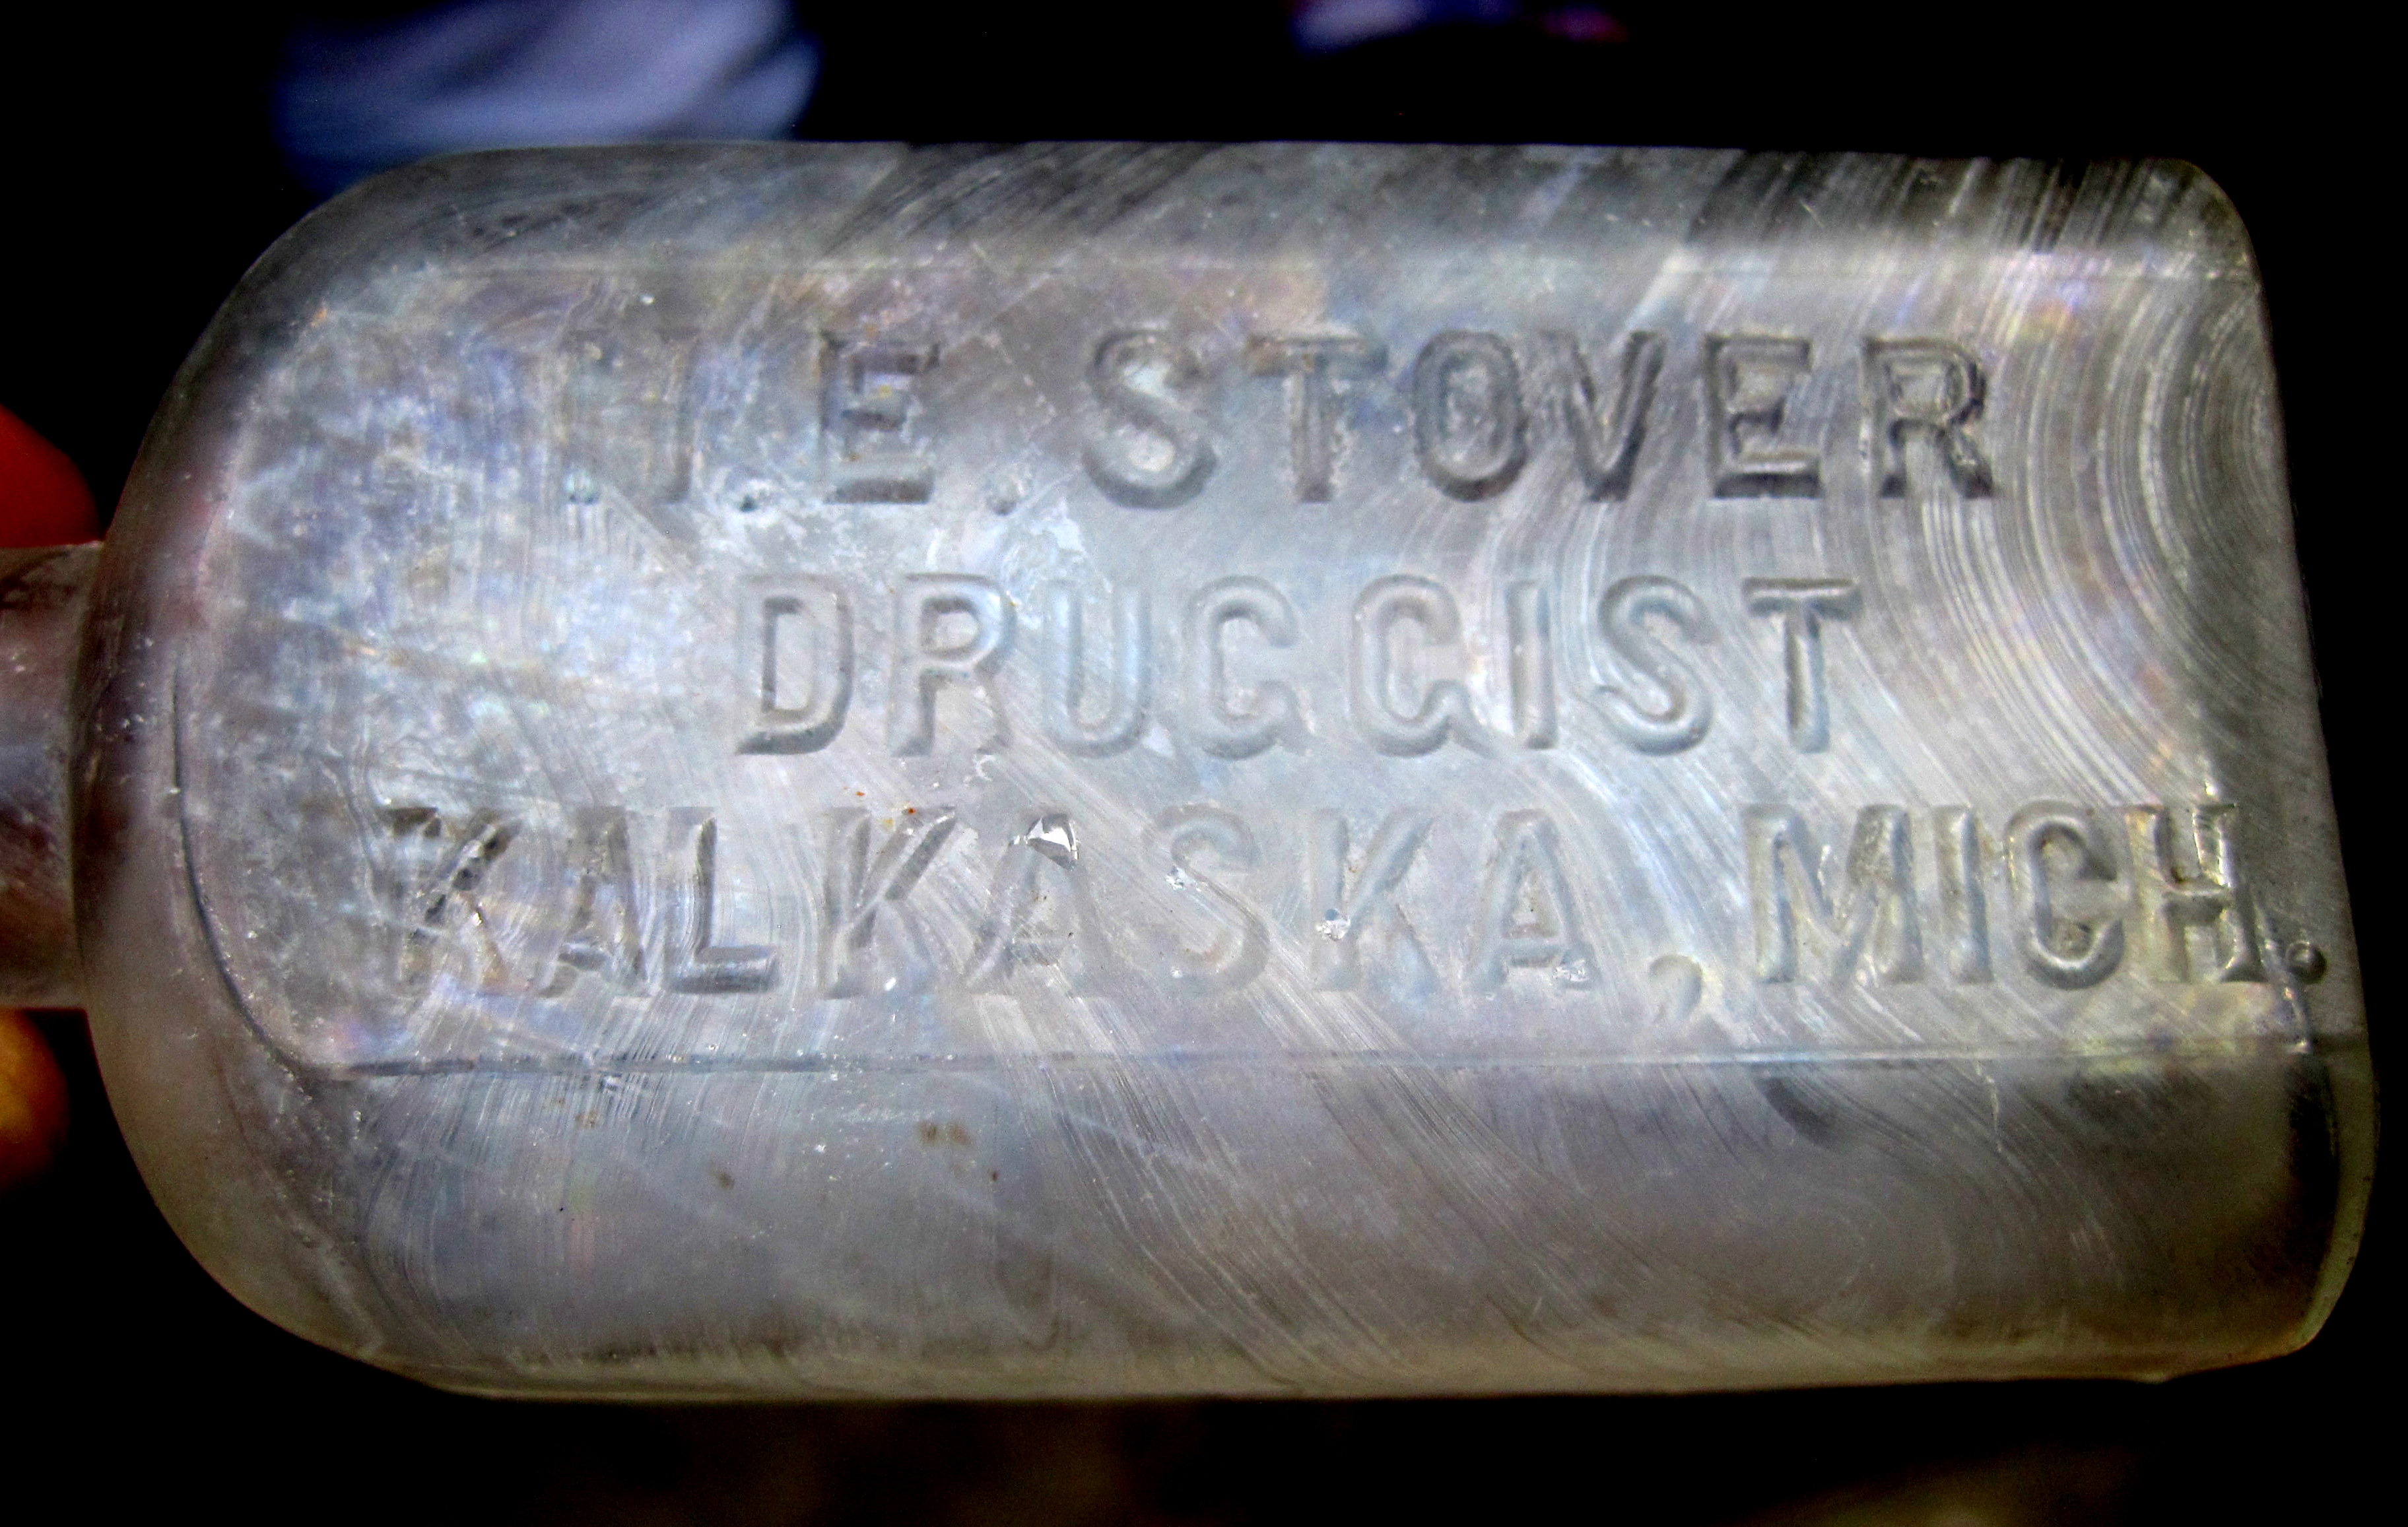 H.E. STOVER
DRUGGIST
KALKASKA, MICH.